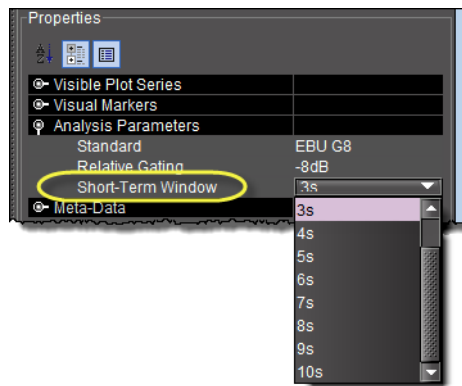 Properties
Visible Plot Series
Visual Markers
Analysis Parameters
Standard EBU G8
Relative Gating -8dB
Short-Term Window 3s
Meta-Data
3s
4s
5s
6s
7s
8s
9s
10s